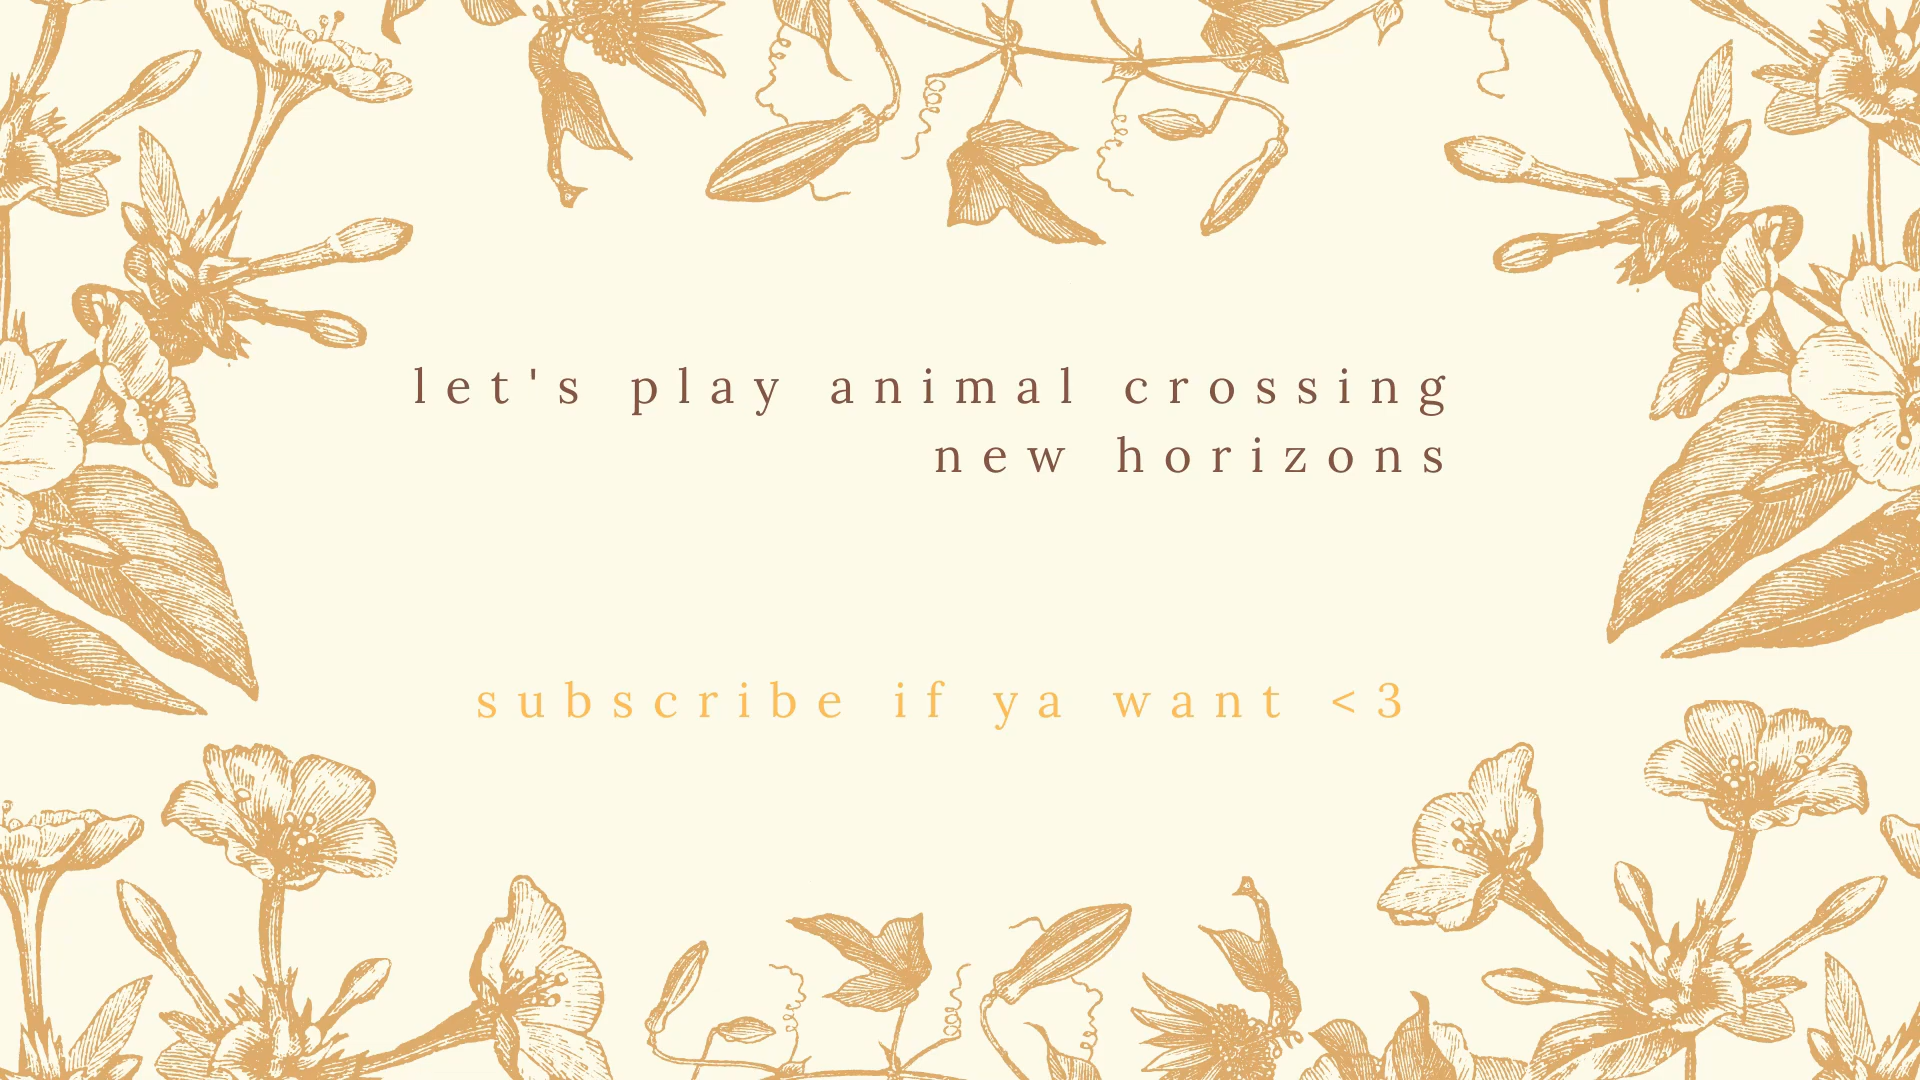 let's play animal crossing
new horizons
subscribe if ya want <3